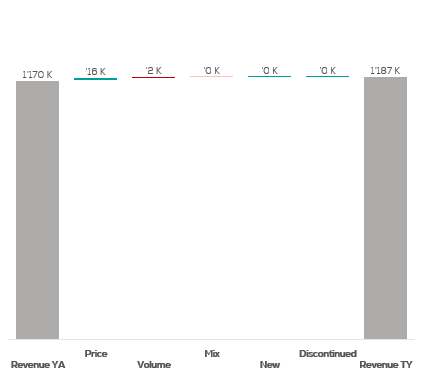 1'170 K
'16 K
'2 K
'0 K
'0 K
'0 K
1'187 K
Revenue YA
Price
Volume
Mix
New
Discontinued
Revenue TY